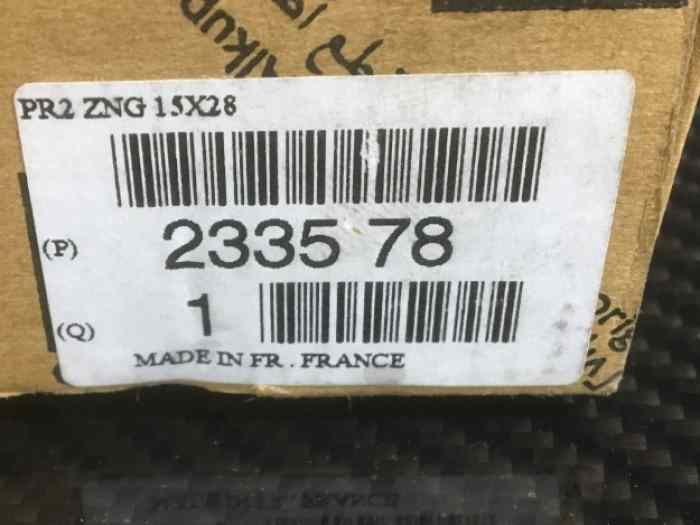 PR2 ZNG 15X28
(P) 2335 78
(Q) 1
MADE IN FR . FRANCE